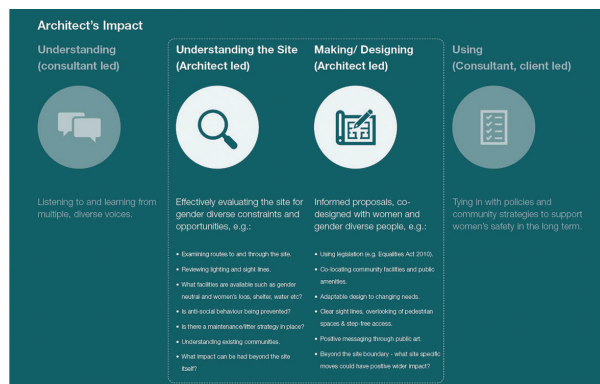 Architect's Impact
Understanding
(consultant led)
Listening to and learning from
multiple, diverse voices.
Understanding the Site
(Architect led)
Effectively evaluating the site for
gender diverse constraints and
opportunities, e.g.:
• Examining routes to and through the site.
• Reviewing lighting and sight lines.
• What facilities are available such as gender
neutral and women's loos, shelter, water etc?
• Is anti-social behaviour being prevented?
• Is there a maintenance/litter strategy in place?
• Understanding existing communities.
• What impact can be had beyond the site
itself?
Making/ Designing
(Architect led)
Informed proposals, co-
designed with women and
gender diverse people, e.g.:
• Using legislation (e.g. Equalities Act 2010).
• Co-locating community facilities and public
amenities.
• Adaptable design to changing needs.
• Clear sight lines, overlooking of pedestrian
spaces & step-free access.
• Positive messaging through public art.
• Beyond the site boundary - what site specific
moves could have positive wider impact?
Using
(Consultant, client led)
Tying in with policies and
community strategies to support
women's safety in the long term.